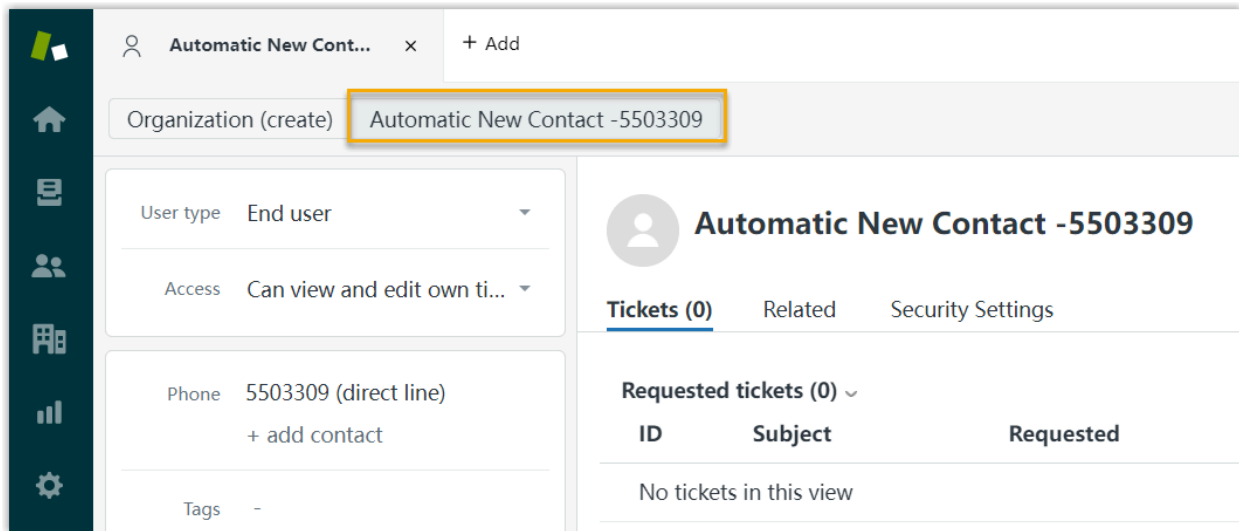 Automatic New Cont... × + Add
Organization (create) Automatic New Contact -5503309
User type End user
Access Can view and edit own ti...
Phone 5503309 (direct line)
+ add contact
Tags -
Automatic New Contact -5503309
Tickets (0) Related Security Settings
Requested tickets (0)
ID Subject Requested
No tickets in this view